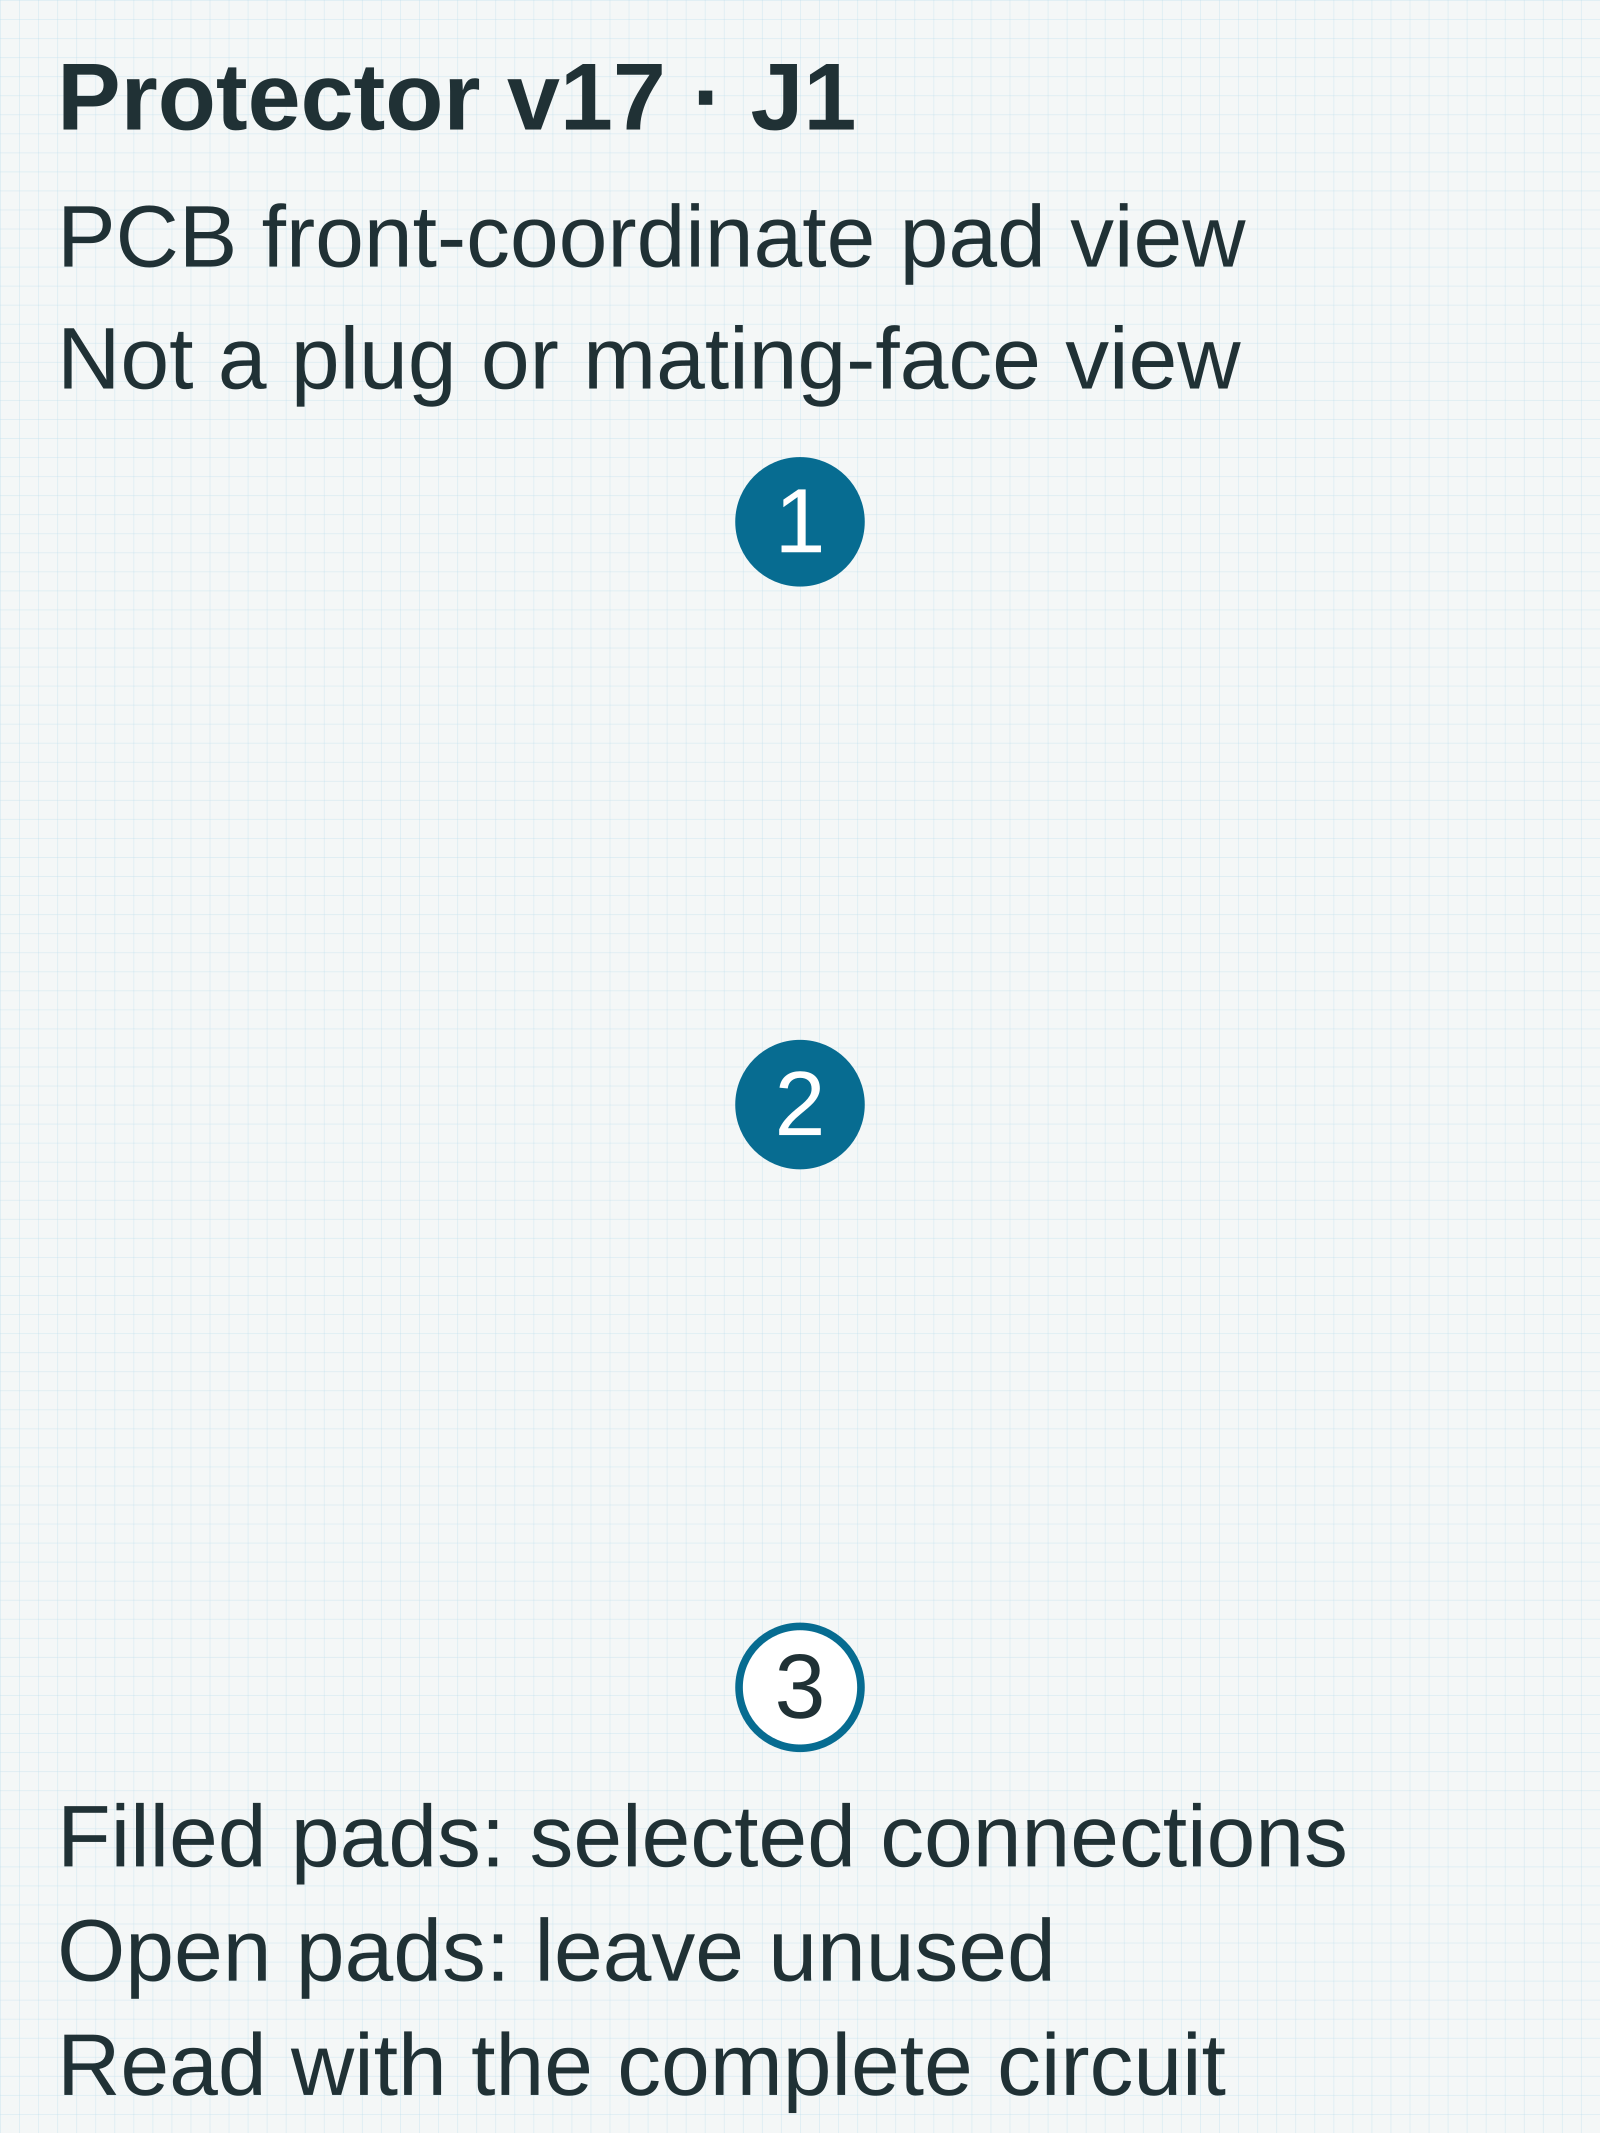 Protector v17 · J1
PCB front-coordinate pad view
Not a plug or mating-face view
1
2
3
Filled pads: selected connections
Open pads: leave unused
Read with the complete circuit